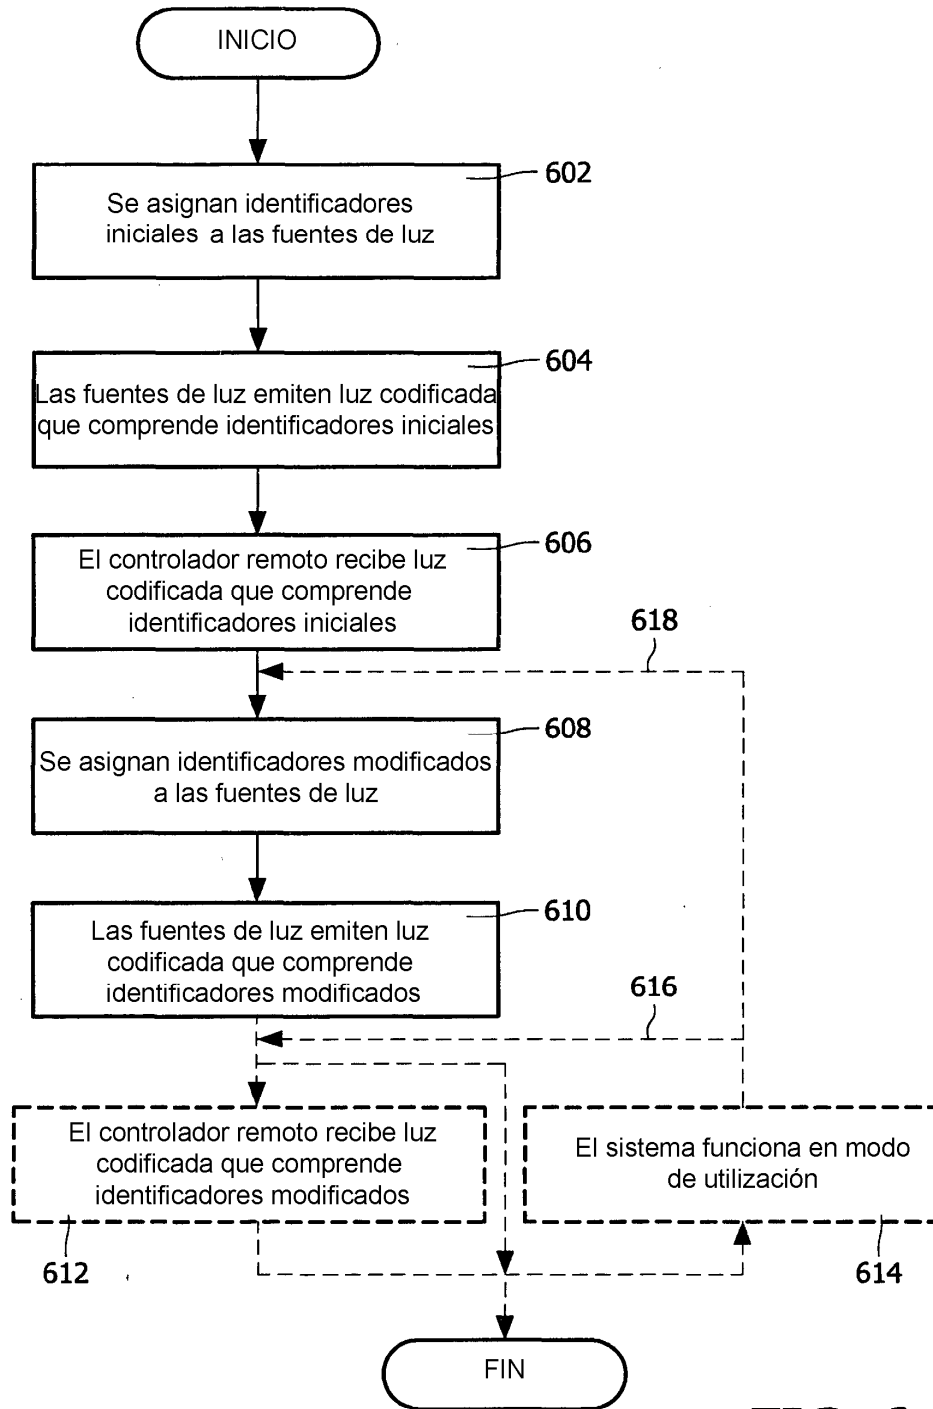 INICIO
602
Se asignan identificadores
iniciales a las fuentes de luz
604
Las fuentes de luz emiten luz codificada
que comprende identificadores iniciales
606
El controlador remoto recibe luz
codificada que comprende
identificadores iniciales
618
608
Se asignan identificadores modificados
a las fuentes de luz
610
Las fuentes de luz emiten luz
codificada que comprende
identificadores modificados
616
El controlador remoto recibe luz
codificada que comprende
identificadores modificados
El sistema funciona en modo
de utilización
612
614
FIN